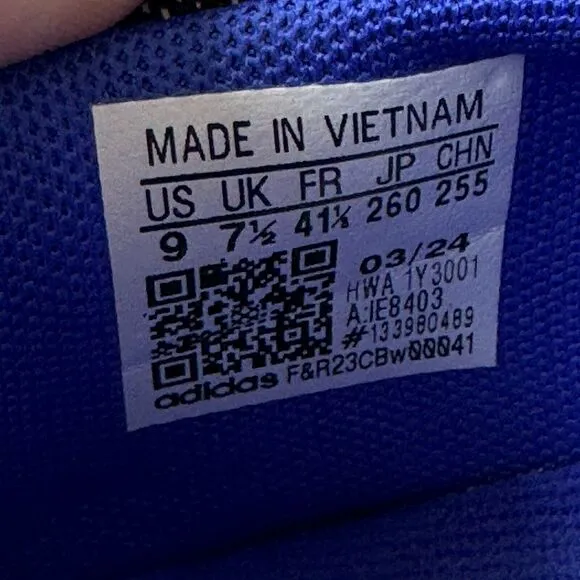 MADE IN VIETNAM
US UK FR JP CHN
9 7½ 41⅓ 260 255
03/24
HWA 1Y3001
A:IE8403
#133980489
adidas F&R23CBw00041